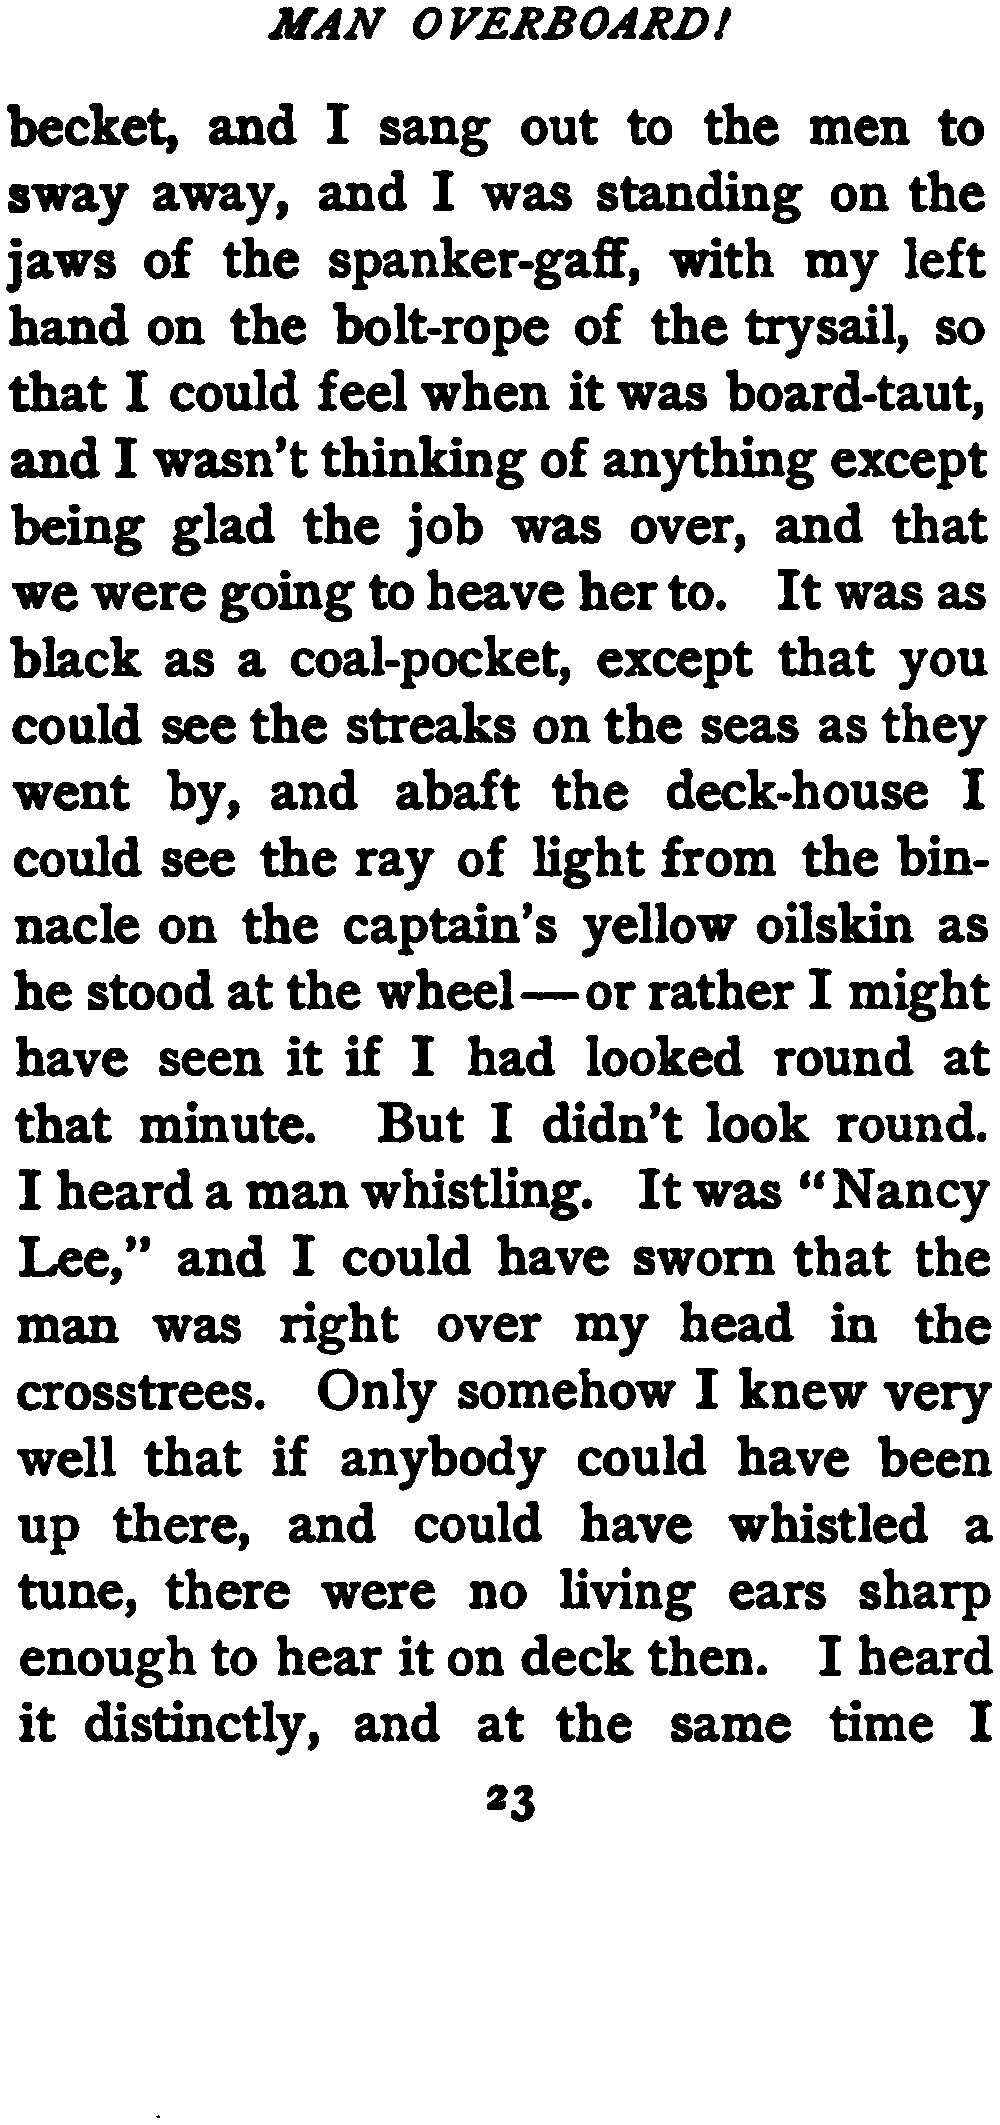 MAN OVERBOARD!
becket, and I sang out to the men to
sway away, and I was standing on the
jaws of the spanker-gaff, with my left
hand on the bolt-rope of the trysail, so
that I could feel when it was board-taut,
and I wasn't thinking of anything except
being glad the job was over, and that
we were going to heave her to. It was as
black as a coal-pocket, except that you
could see the streaks on the seas as they
went by, and abaft the deck-house I
could see the ray of light from the bin-
nacle on the captain's yellow oilskin as
he stood at the wheel—or rather I might
have seen it if I had looked round at
that minute. But I didn't look round.
I heard a man whistling. It was "Nancy
Lee," and I could have sworn that the
man was right over my head in the
crosstrees. Only somehow I knew very
well that if anybody could have been
up there, and could have whistled a
tune, there were no living ears sharp
enough to hear it on deck then. I heard
it distinctly, and at the same time I
23